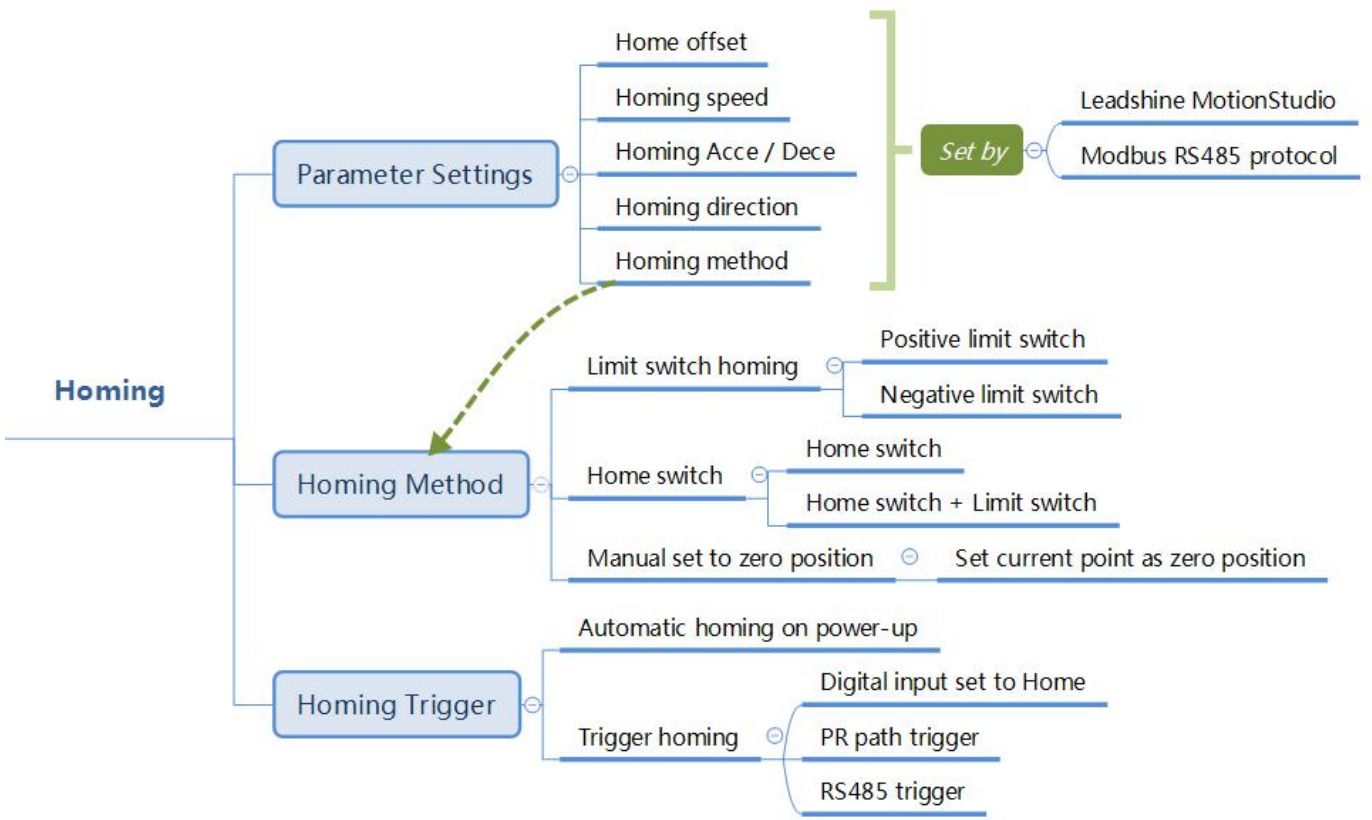 Homing
Parameter Settings
Home offset
Homing speed
Homing Acce / Dece
Homing direction
Homing method
Set by
Leadshine MotionStudio
Modbus RS485 protocol
Homing Method
Limit switch homing
Positive limit switch
Negative limit switch
Home switch
Home switch
Home switch + Limit switch
Manual set to zero position
Set current point as zero position
Homing Trigger
Automatic homing on power-up
Trigger homing
Digital input set to Home
PR path trigger
RS485 trigger